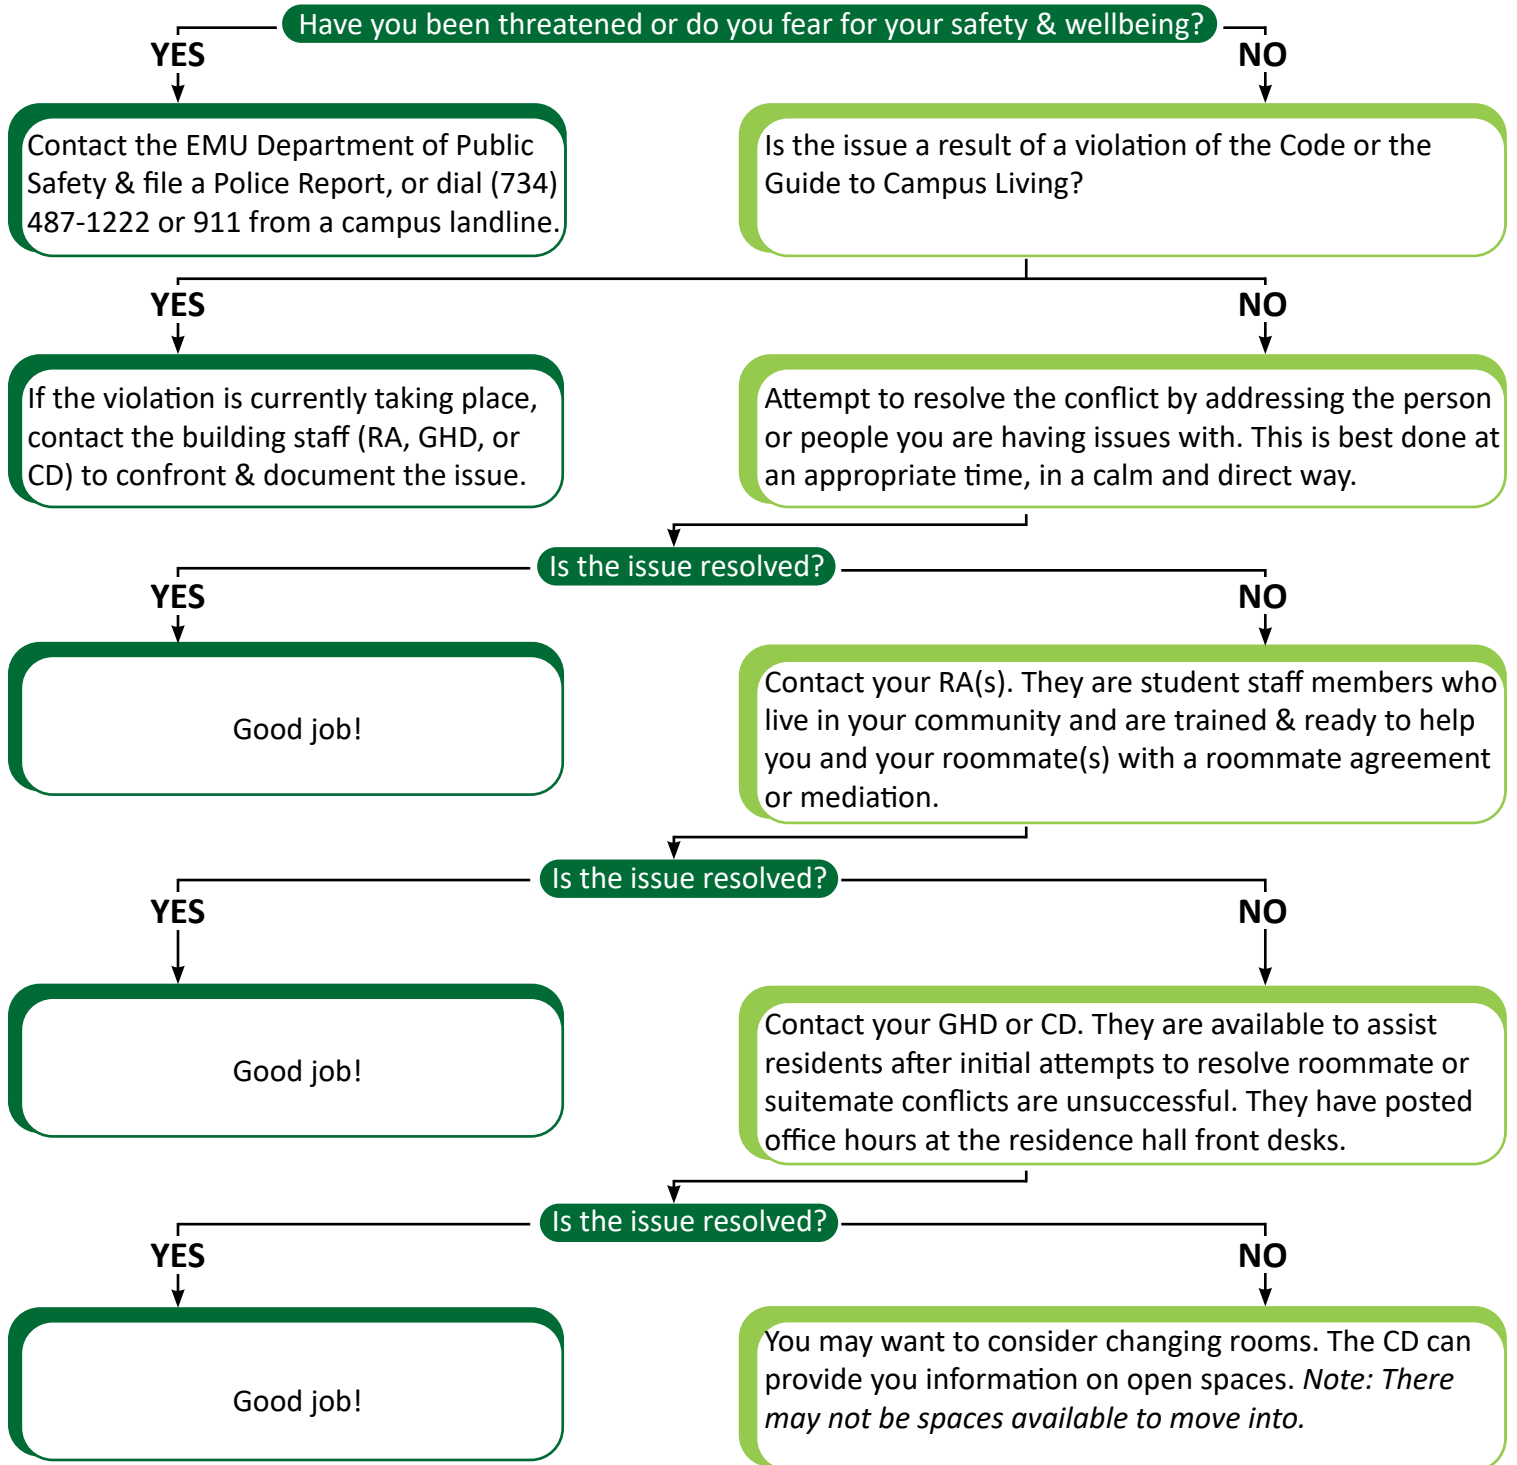 Have you been threatened or do you fear for your safety & wellbeing?
YES
NO
Contact the EMU Department of Public
Safety & file a Police Report, or dial (734)
487-1222 or 911 from a campus landline.
Is the issue a result of a violation of the Code or the
Guide to Campus Living?
YES
NO
If the violation is currently taking place,
contact the building staff (RA, GHD, or
CD) to confront & document the issue.
Attempt to resolve the conflict by addressing the person
or people you are having issues with. This is best done at
an appropriate time, in a calm and direct way.
Is the issue resolved?
YES
NO
Good job!
Contact your RA(s). They are student staff members who
live in your community and are trained & ready to help
you and your roommate(s) with a roommate agreement
or mediation.
Is the issue resolved?
YES
NO
Good job!
Contact your GHD or CD. They are available to assist
residents after initial attempts to resolve roommate or
suitemate conflicts are unsuccessful. They have posted
office hours at the residence hall front desks.
Is the issue resolved?
YES
NO
Good job!
You may want to consider changing rooms. The CD can
provide you information on open spaces. Note: There
may not be spaces available to move into.